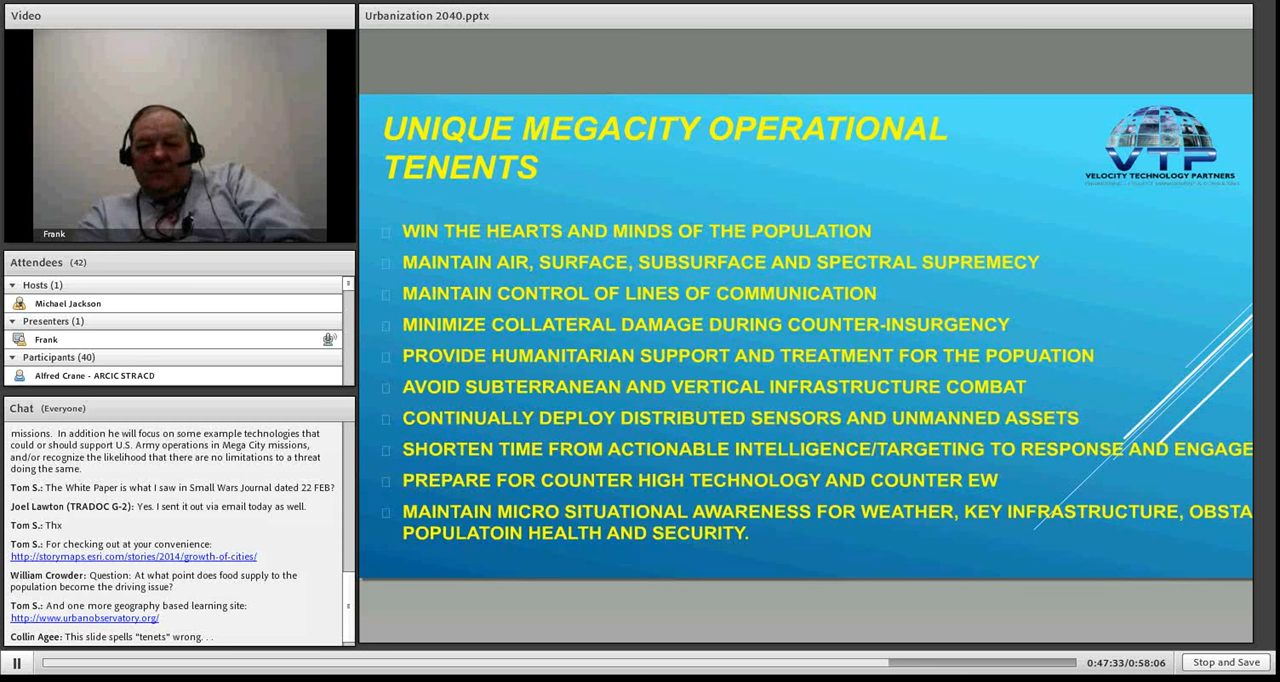 Video
Frank
Attendees (42)
Hosts (1)
Michael Jackson
Presenters (1)
Frank
Participants (40)
Alfred Crane - ARCIC STRACD
Chat (Everyone)
missions. In addition he will focus on some example technologies that
could or should support U.S. Army operations in Mega City missions,
and/or recognize the likelihood that there are no limitations to a threat
doing the same.
Tom S.: The White Paper is what I saw in Small Wars Journal dated 22 FEB?
Joel Lawton (TRADOC G-2): Yes. I sent it out via email today as well.
Tom S.: Thx
Tom S.: For checking out at your convenience:
http://storymaps.esri.com/stories/2014/growth-of-cities/
William Crowder: Question: At what point does food supply to the
population become the driving issue?
Tom S.: And one more geography based learning site:
http://www.urbanobservatory.org/
Collin Agee: This slide spells "tenets" wrong. . .
Urbanization 2040.pptx
UNIQUE MEGACITY OPERATIONAL
TENENTS
VTP
VELOCITY TECHNOLOGY PARTNERS
WIN THE HEARTS AND MINDS OF THE POPULATION
MAINTAIN AIR, SURFACE, SUBSURFACE AND SPECTRAL SUPREMECY
MAINTAIN CONTROL OF LINES OF COMMUNICATION
MINIMIZE COLLATERAL DAMAGE DURING COUNTER-INSURGENCY
PROVIDE HUMANITARIAN SUPPORT AND TREATMENT FOR THE POPUATION
AVOID SUBTERRANEAN AND VERTICAL INFRASTRUCTURE COMBAT
CONTINUALLY DEPLOY DISTRIBUTED SENSORS AND UNMANNED ASSETS
SHORTEN TIME FROM ACTIONABLE INTELLIGENCE/TARGETING TO RESPONSE AND ENGAGE
PREPARE FOR COUNTER HIGH TECHNOLOGY AND COUNTER EW
MAINTAIN MICRO SITUATIONAL AWARENESS FOR WEATHER, KEY INFRASTRUCTURE, OBSTA
POPULATOIN HEALTH AND SECURITY.
0:47:33/0:58:06
Stop and Save